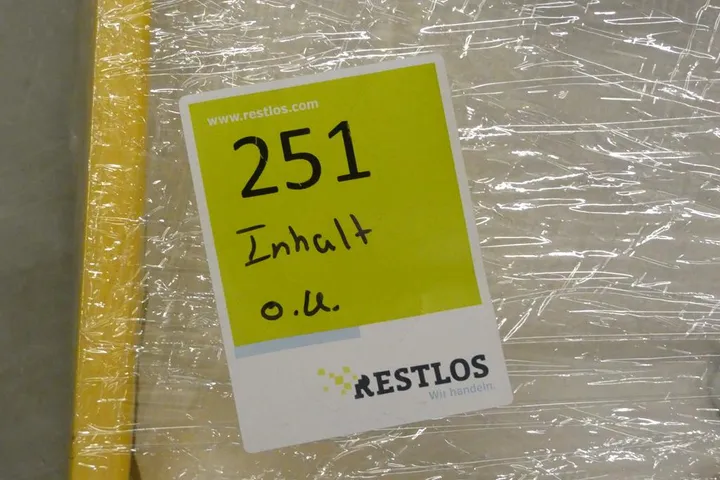 www.restlos.com
251
Inhalt
o.u.
RESTLOS
Wir handeln.